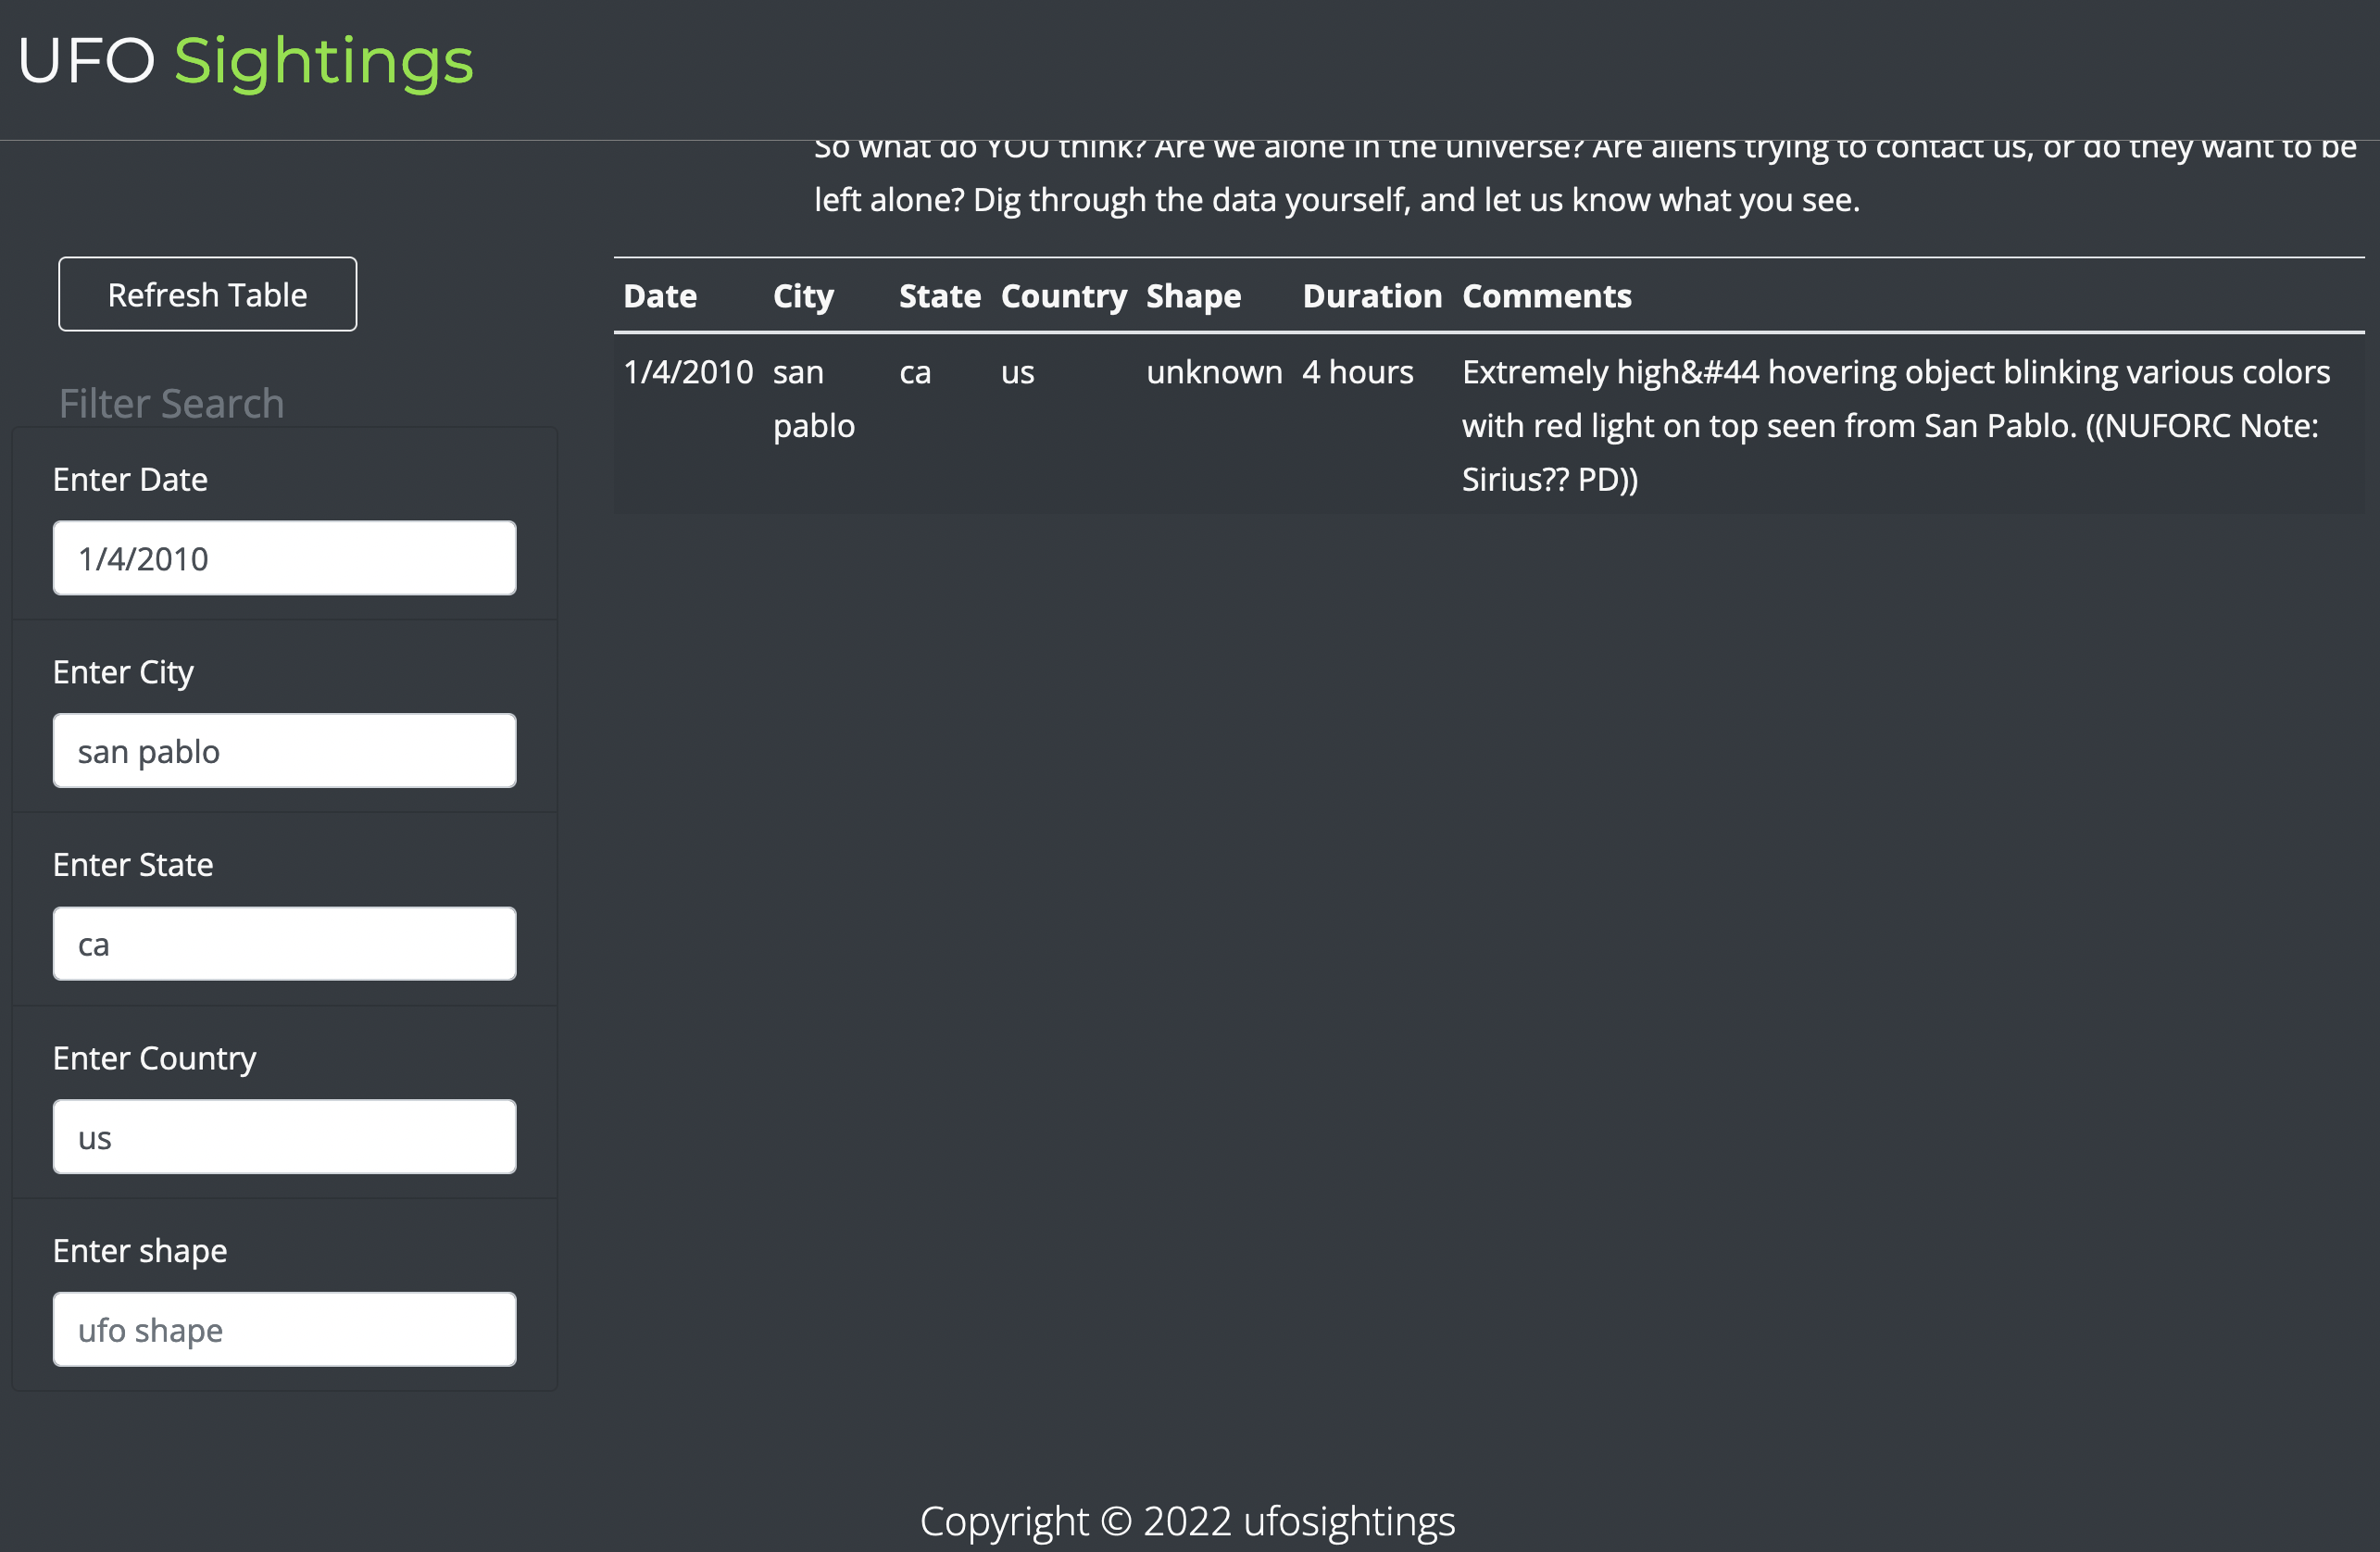 UFO Sightings
So what do YOU think? Are we alone in the universe? Are aliens trying to contact us, or do they want to be
left alone? Dig through the data yourself, and let us know what you see.
Refresh Table
Filter Search
Enter Date
1/4/2010
Enter City
san pablo
Enter State
ca
Enter Country
us
Enter shape
ufo shape
Date City State Country Shape Duration Comments
1/4/2010 san ca us unknown 4 hours Extremely high&#44 hovering object blinking various colors
pablo with red light on top seen from San Pablo. ((NUFORC Note:
Sirius?? PD))
Copyright © 2022 ufosightings